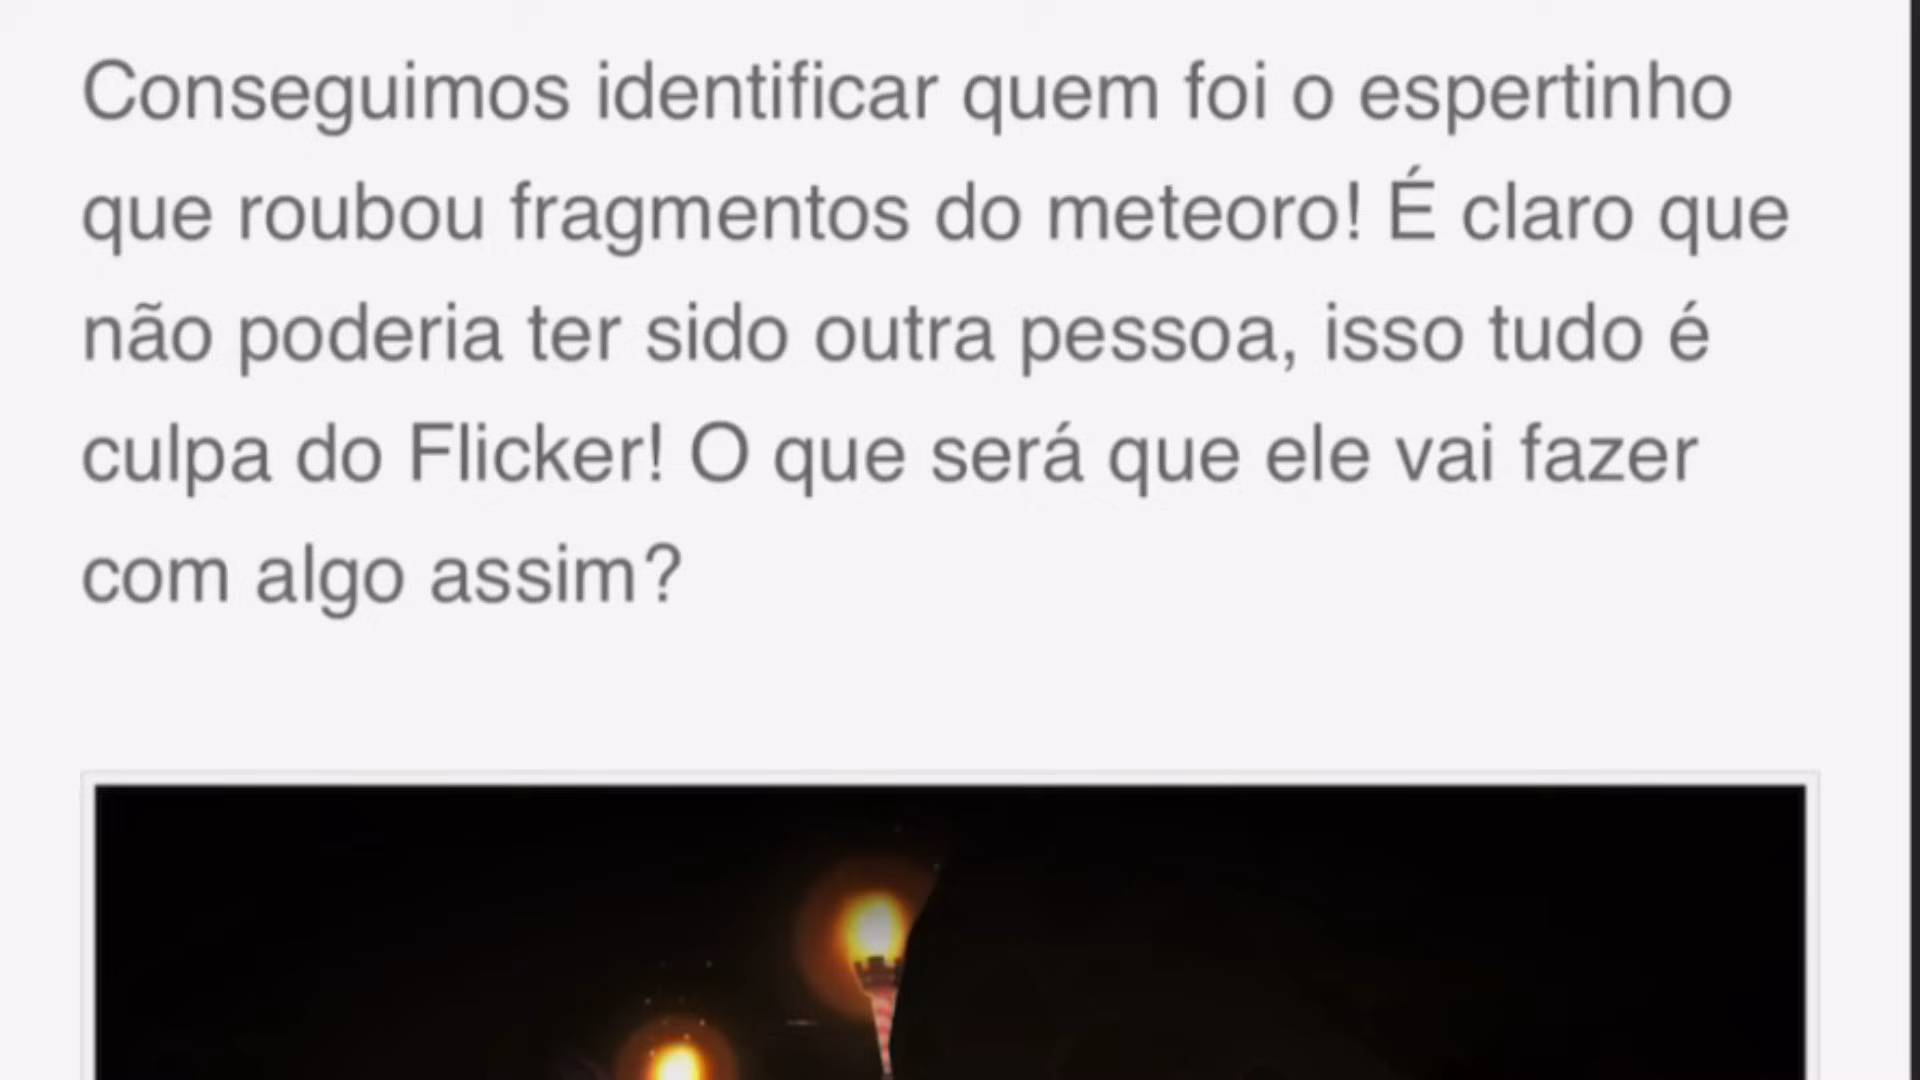 Conseguimos identificar quem foi o espertinho
que roubou fragmentos do meteoro! É claro que
não poderia ter sido outra pessoa, isso tudo é
culpa do Flicker! O que será que ele vai fazer
com algo assim?